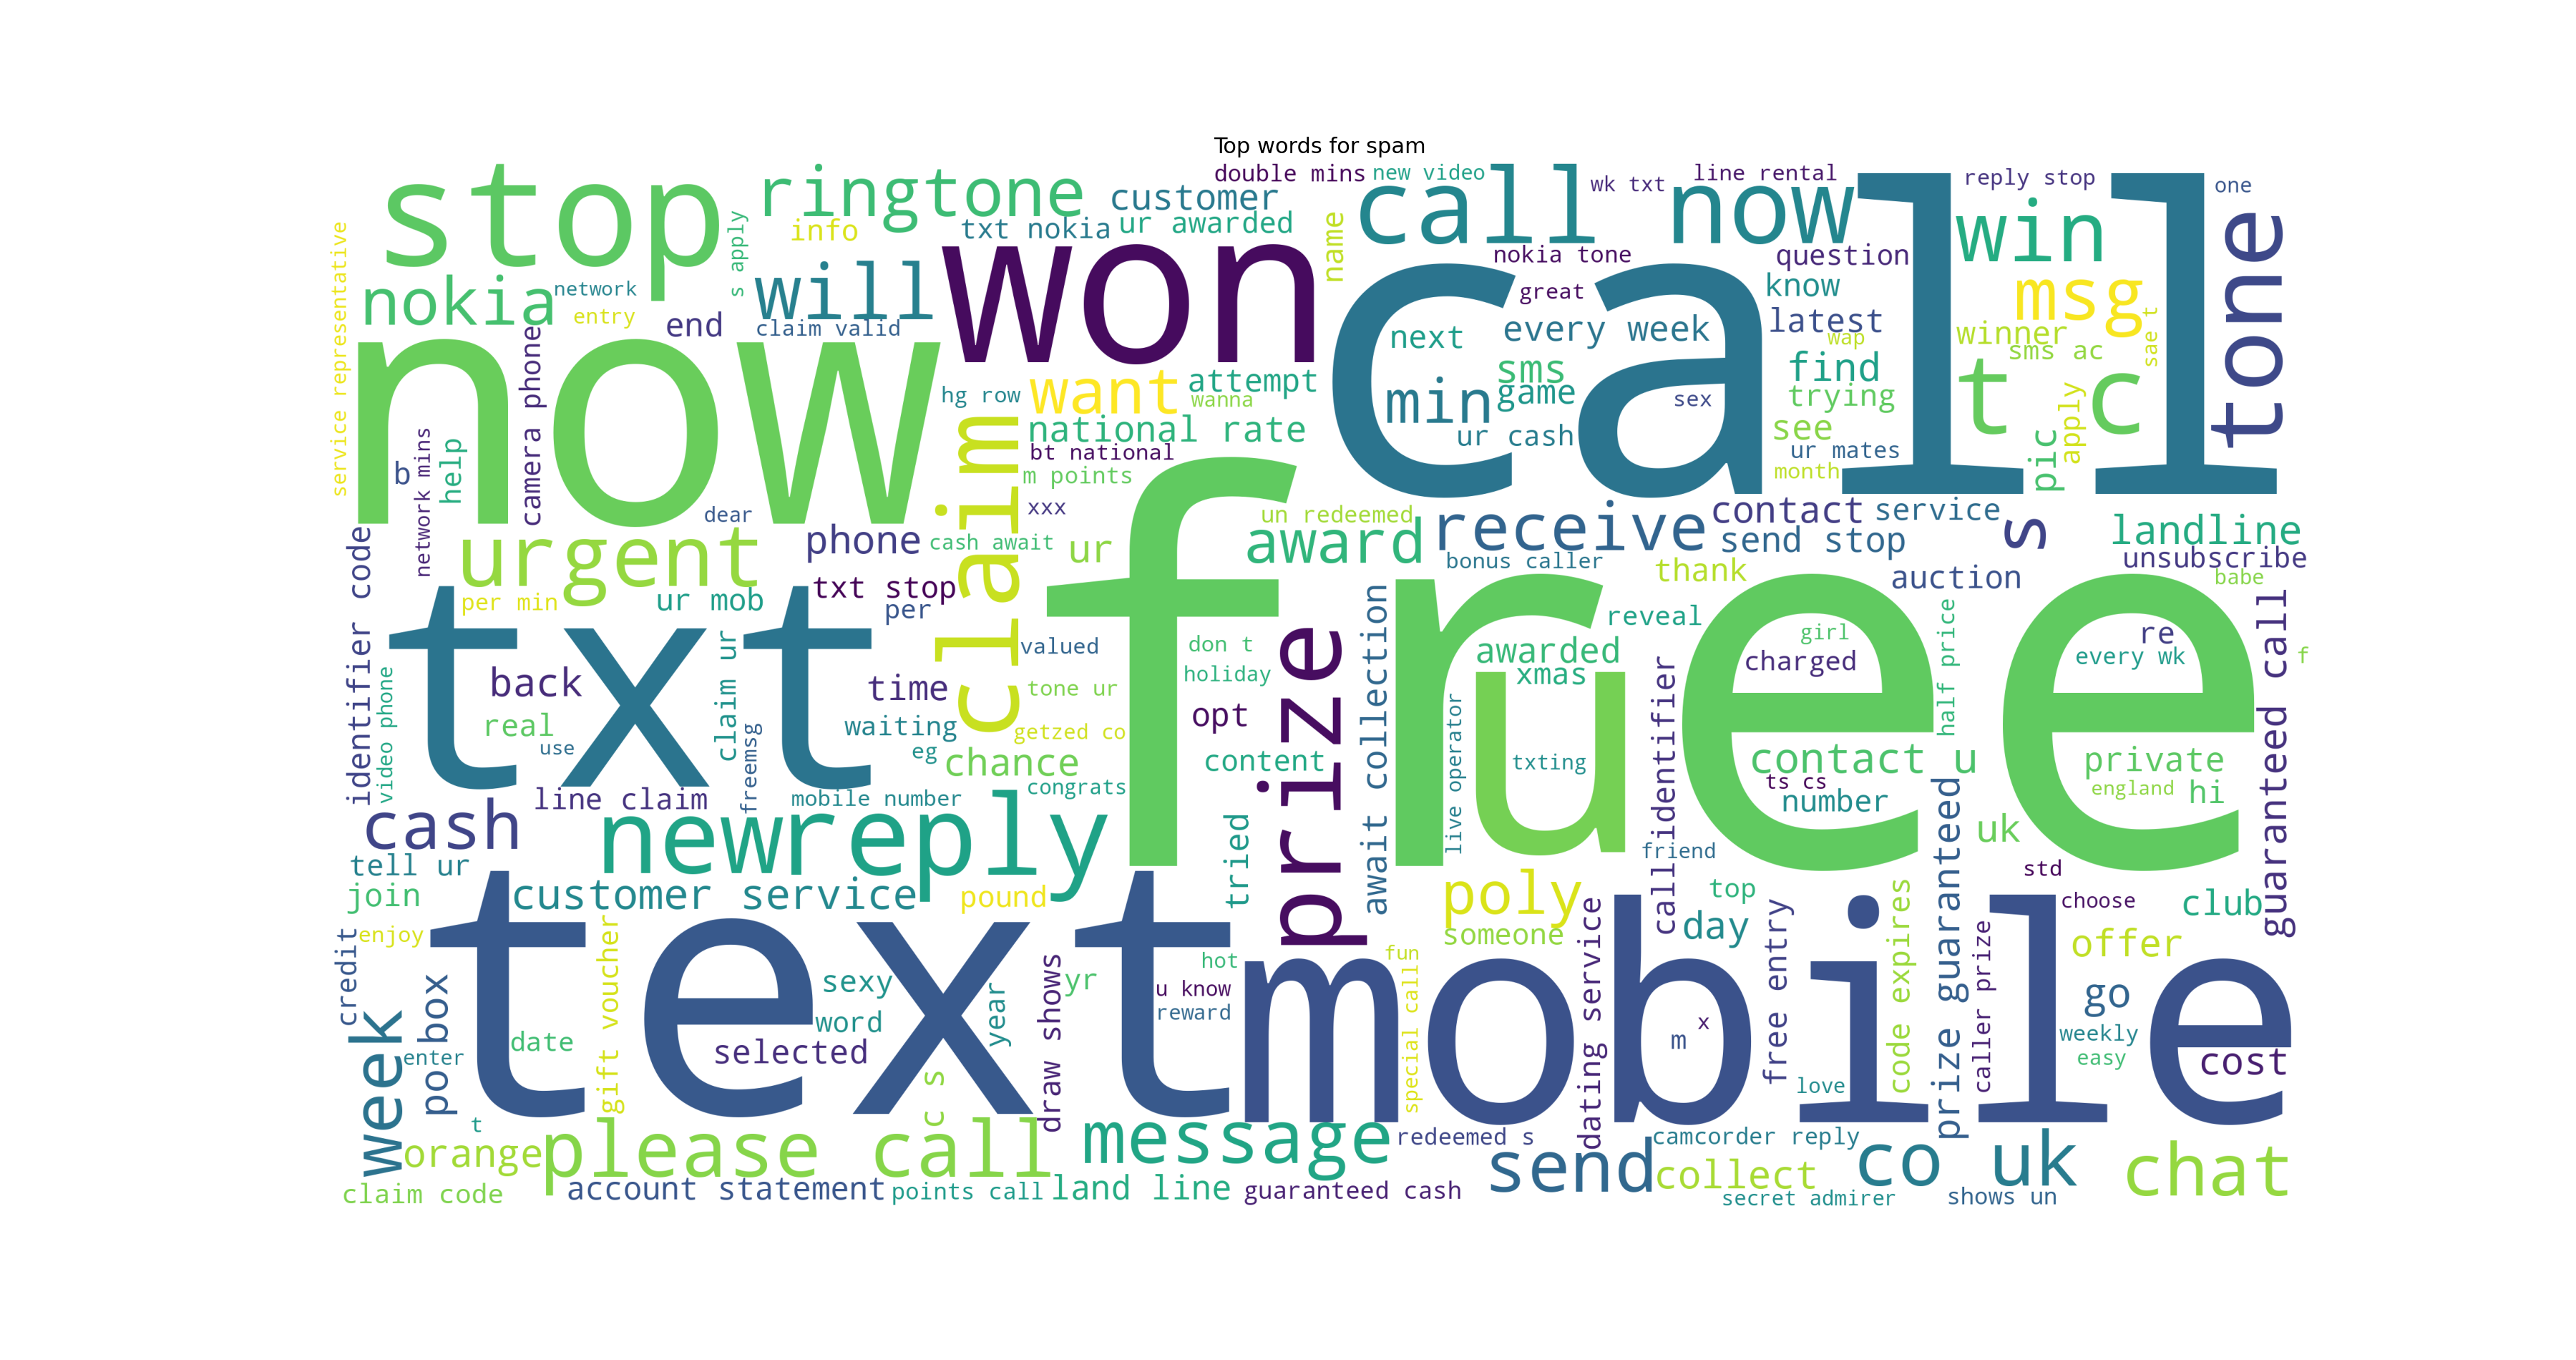 Top words for spam
double mins
new video
wk txt
line rental
reply stop
one
stop
ringtone
customer
call now
win
tone
info
s apply
txt nokia
ur awarded
name
nokia tone
question
service representative
nokia
network
entry
will
won
call
great
know
msg
end
claim valid
next
every week
latest
wap
winner
sms ac
sae t
now
camera phone
hg row
want
attempt
wanna
min
sms
game
sex
find
trying
t c
apply
pic
claim
national rate
bt national
m points
ur cash
see
ur mates
month
b
network mins
help
dear
xxx
un redeemed
receive
contact
service
s
landline
unsubscribe
identifier code
urgent
phone
cash await
ur
award
bonus caller
send stop
thank
auction
babe
txt
per min
ur mob
txt stop
per
free
prize
await collection
reveal
half price
guaranteed call
video phone
back
real
use
claim ur
freemsg
time
waiting
eg
valued
tone ur
getzed co
don t
holiday
opt
content
awarded
xmas
u
txting
live operator
call identifier
girl
charged
re
every wk
f
contact u
ts cs
number
private
england
hi
chance
congrats
cash
line claim
mobile number
new
reply
tried
friend
prize guaranteed
uk
std
tell ur
join
customer service
pound
poly
someone
top
day
free entry
code expires
choose
club
credit
enjoy
text
gift voucher
sexy
word
selected
year
draw shows
yr
hot
u know
reward
mobile
fun
special call
dating service
m
x
love
caller prize
offer
go
weekly
easy
cost
week
po box
enter
date
c s
t
orange
please call
message
redeemed s
send
camcorder reply
collect
co uk
chat
claim code
account statement
points call
land line
guaranteed cash
secret admirer
shows un